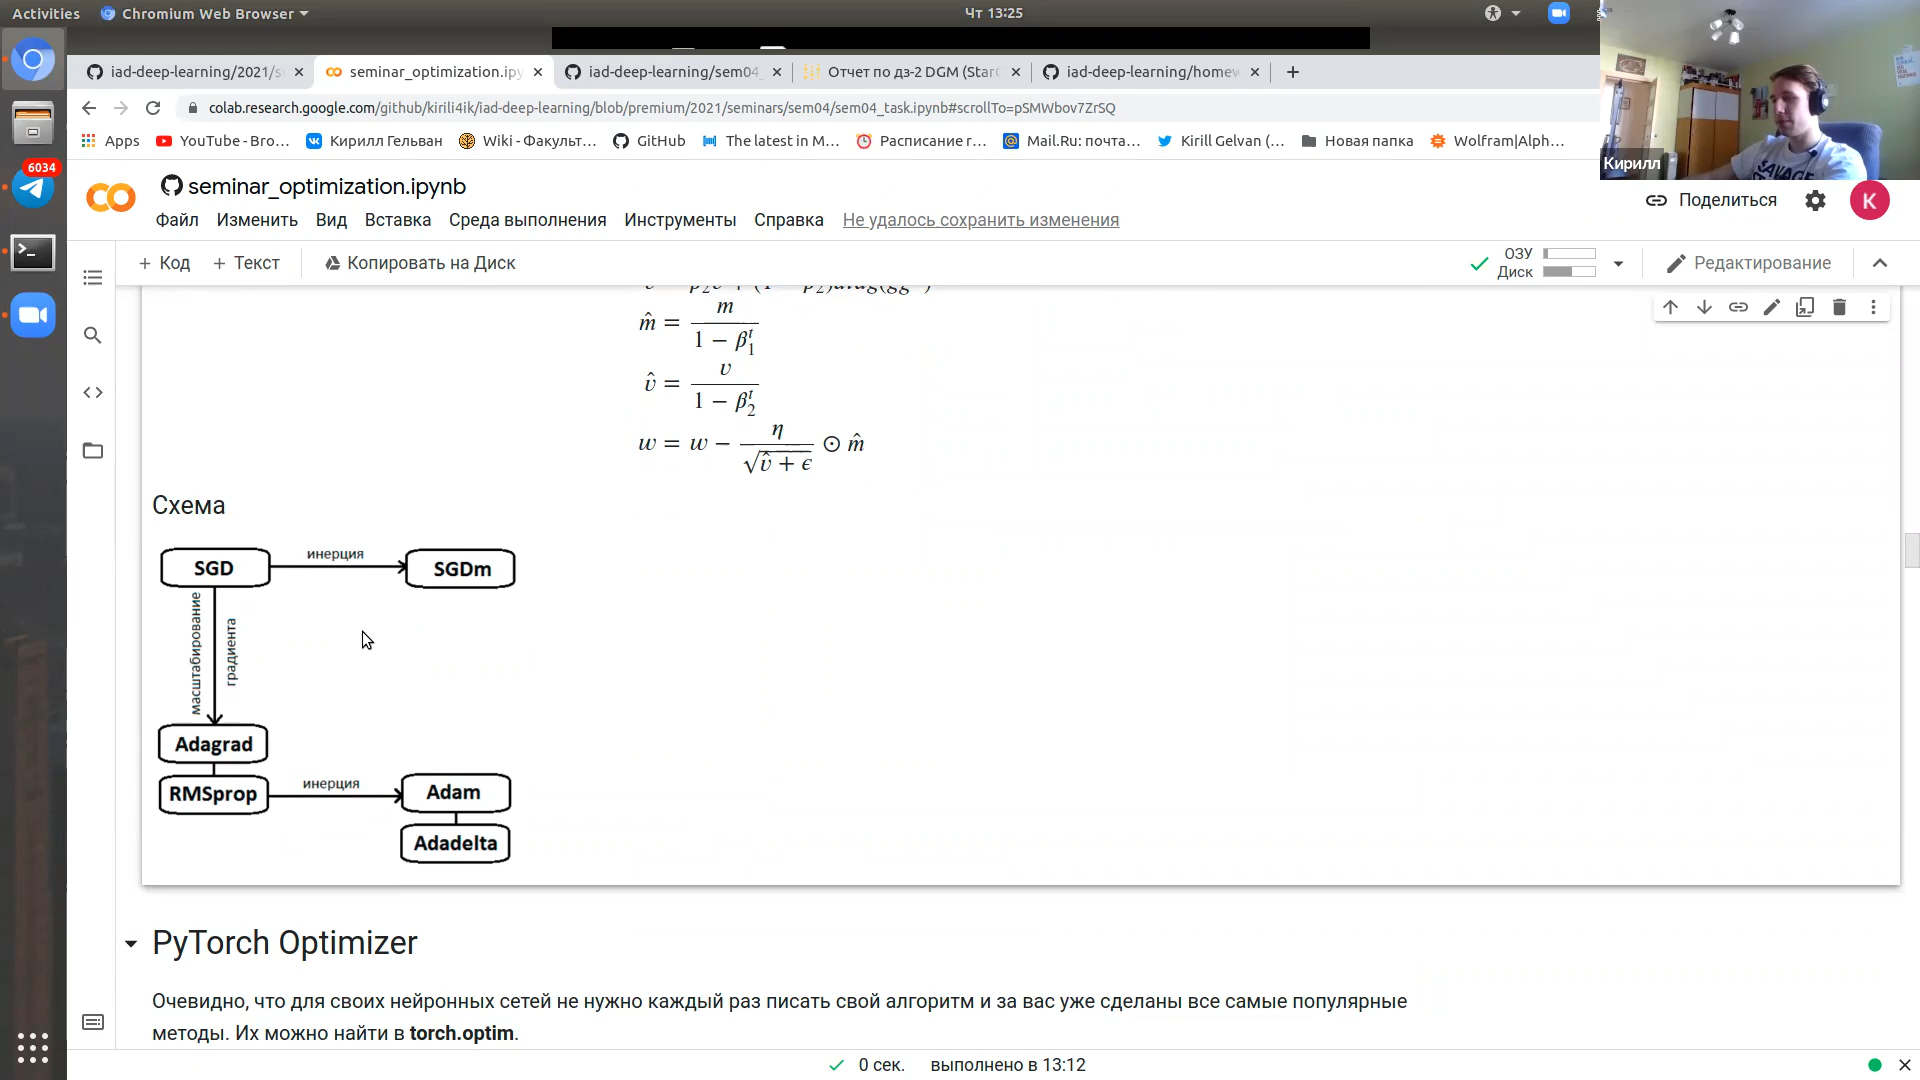 Activities
Chromium Web Browser
Чт 13:25
iad-deep-learning/2021/s
seminar_optimization.ipy
iad-deep-learning/sem04_
Отчет по дз-2 DGM (Star
iad-deep-learning/homew
colab.research.google.com/github/kirili4ik/iad-deep-learning/blob/premium/2021/seminars/sem04/sem04_task.ipynb#scrollTo=pSMWbov7ZrSQ
Apps
YouTube - Bro...
Кирилл Гельван
Wiki - Факульт...
GitHub
The latest in M...
Расписание г...
Mail.Ru: почта...
Kirill Gelvan (...
Новая папка
Wolfram|Alph...
Кирилл
6034
seminar_optimization.ipynb
Поделиться
K
Файл Изменить Вид Вставка Среда выполнения Инструменты Справка Не удалось сохранить изменения
+ Код + Текст Копировать на Диск
ОЗУ
Диск
Редактирование
m̂ = m / (1 − β₁ᵗ)
v̂ = v / (1 − β₂ᵗ)
w = w − η / √(v̂ + ϵ) ⊙ m̂
Схема
SGD
инерция
SGDm
масштабирование
градиента
Adagrad
RMSprop
инерция
Adam
Adadelta
PyTorch Optimizer
Очевидно, что для своих нейронных сетей не нужно каждый раз писать свой алгоритм и за вас уже сделаны все самые популярные
методы. Их можно найти в torch.optim.
0 сек. выполнено в 13:12